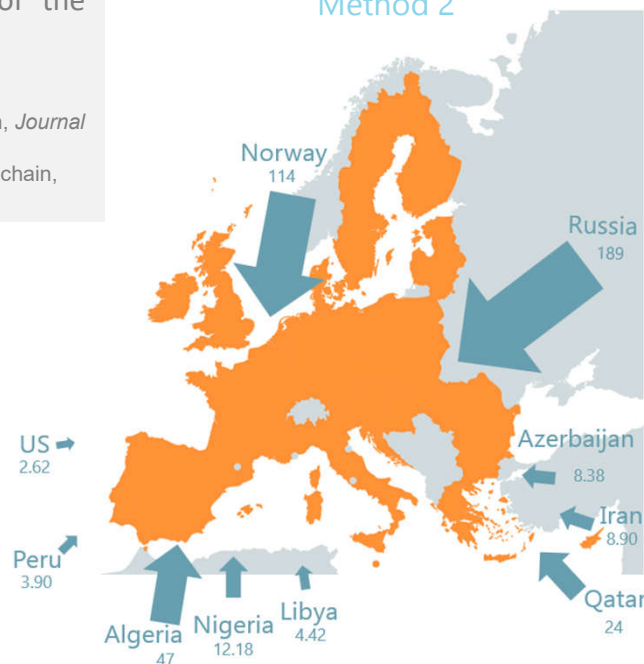 of the
n, Journal
chain,
Method 2
Norway
114
Russia
189
US
2.62
Azerbaijan
8.38
Iran
8.90
Peru
3.90
Qatar
24
Algeria
47
Nigeria
12.18
Libya
4.42